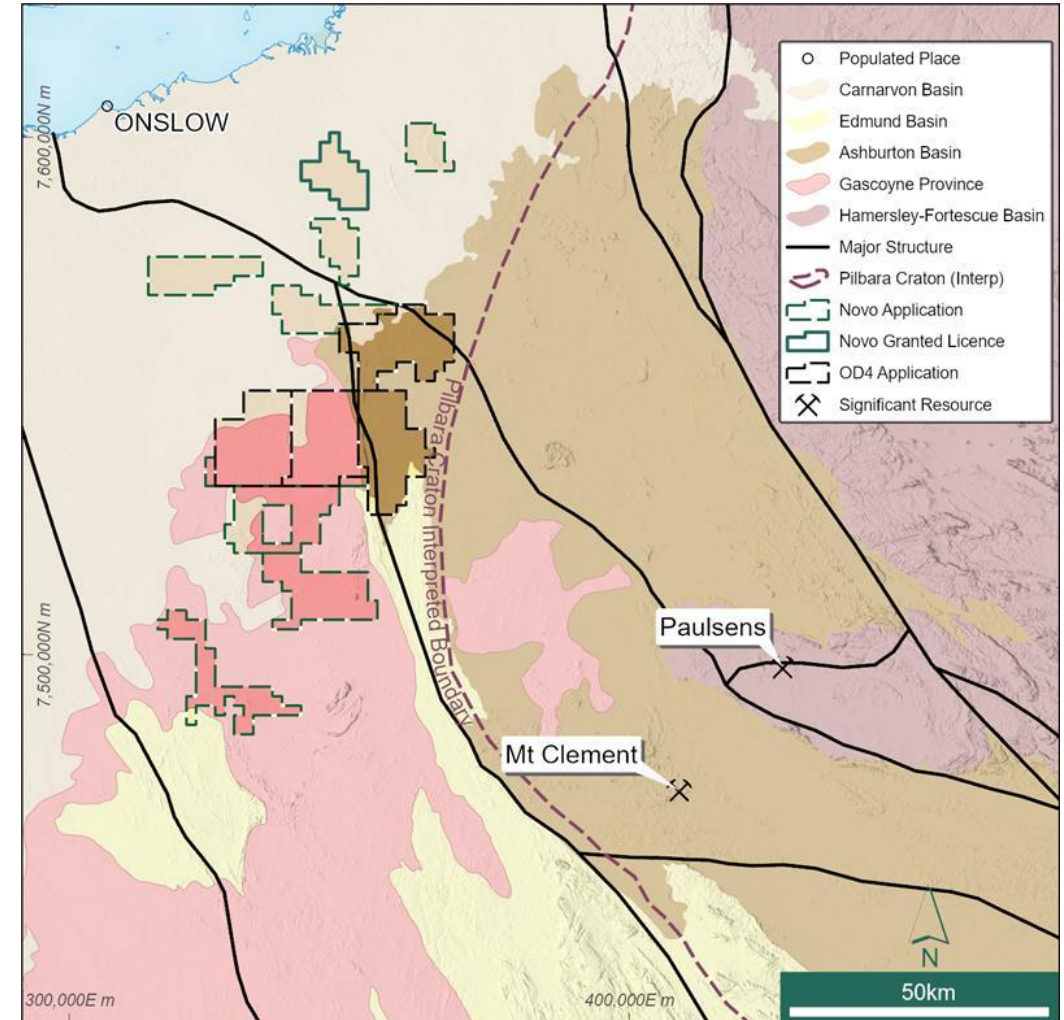 ONSLOW
7,600,000N m
Populated Place
Carnarvon Basin
Edmund Basin
Ashburton Basin
Gascoyne Province
Hamersley-Fortescue Basin
Major Structure
Pilbara Craton (Interp)
Novo Application
Novo Granted Licence
OD4 Application
Significant Resource
Pilbara Craton Interpreted Boundary
7,500,000N m
Paulsens
Mt Clement
N
300,000E m
400,000E m
50km